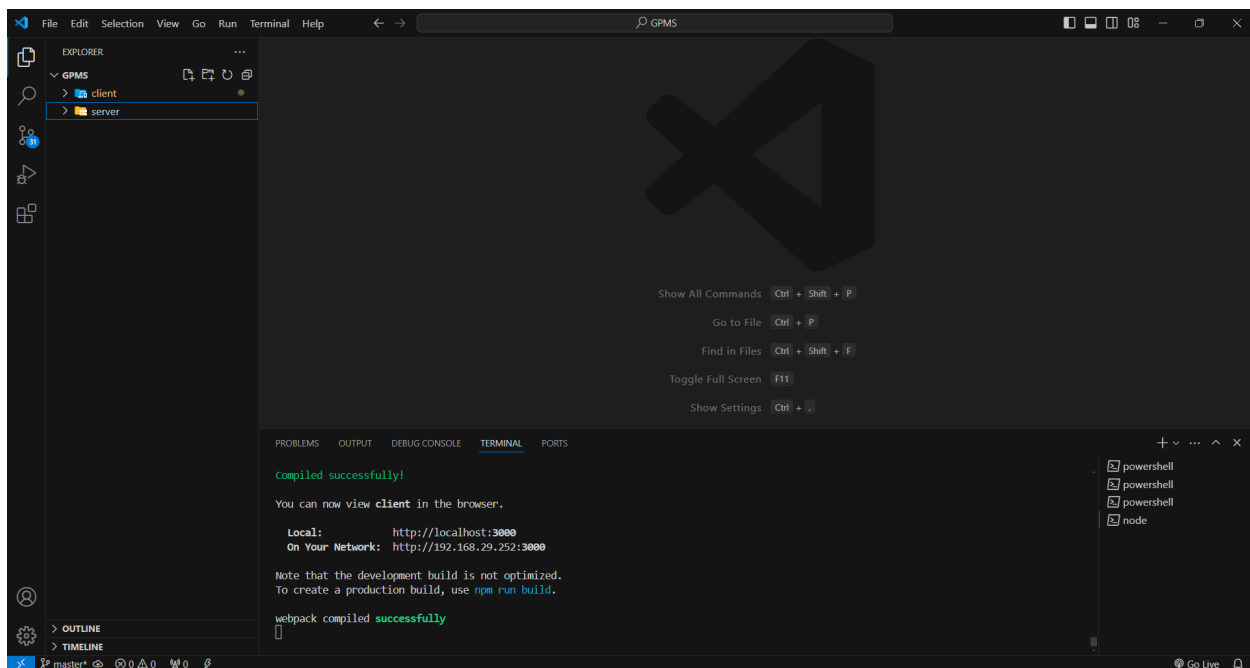 File Edit Selection View Go Run Terminal Help
GPMS
EXPLORER
GPMS
client
server
31
Show All Commands Ctrl + Shift + P
Go to File Ctrl + P
Find in Files Ctrl + Shift + F
Toggle Full Screen F11
Show Settings Ctrl + ,
PROBLEMS OUTPUT DEBUG CONSOLE TERMINAL PORTS
Compiled successfully!
You can now view client in the browser.
Local: http://localhost:3000
On Your Network: http://192.168.29.252:3000
Note that the development build is not optimized.
To create a production build, use npm run build.
webpack compiled successfully
powershell
powershell
powershell
node
OUTLINE
TIMELINE
master* 0 0 0 Go Live